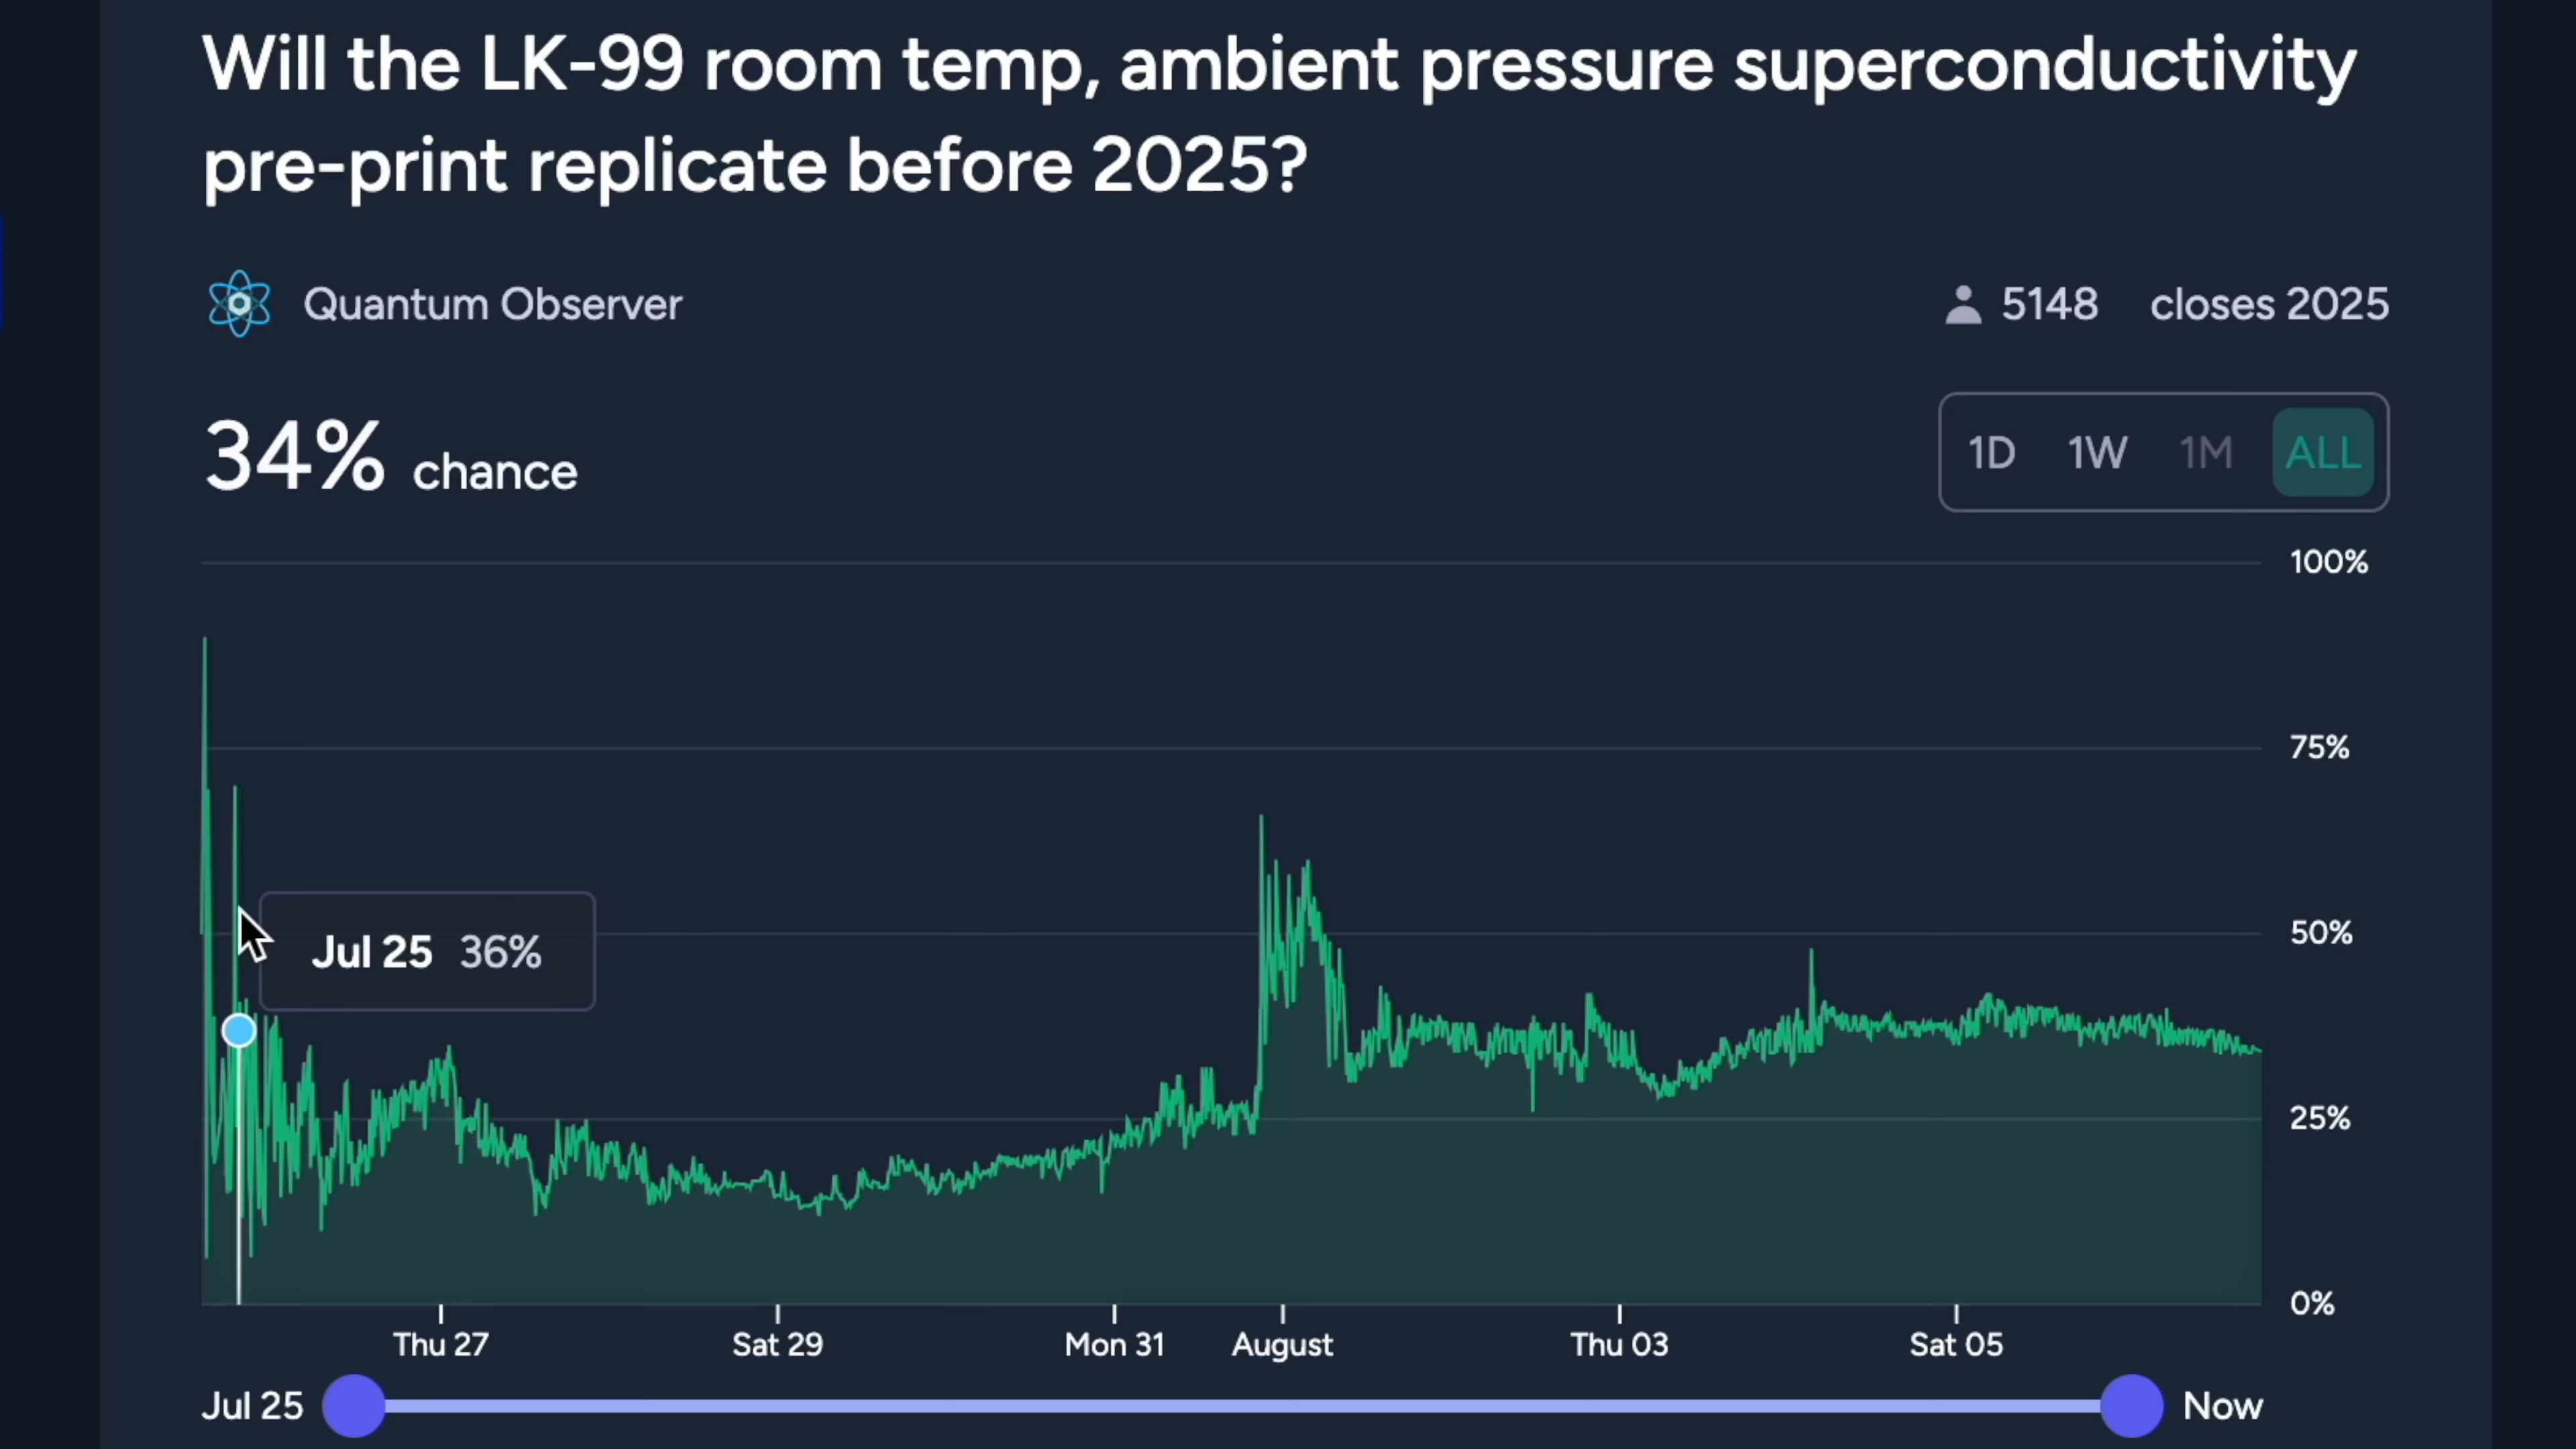 Will the LK-99 room temp, ambient pressure superconductivity
pre-print replicate before 2025?
Quantum Observer
5148 closes 2025
34% chance
1D 1W 1M ALL
100%
75%
Jul 25 36%
50%
25%
0%
Thu 27 Sat 29 Mon 31 August Thu 03 Sat 05
Jul 25 Now